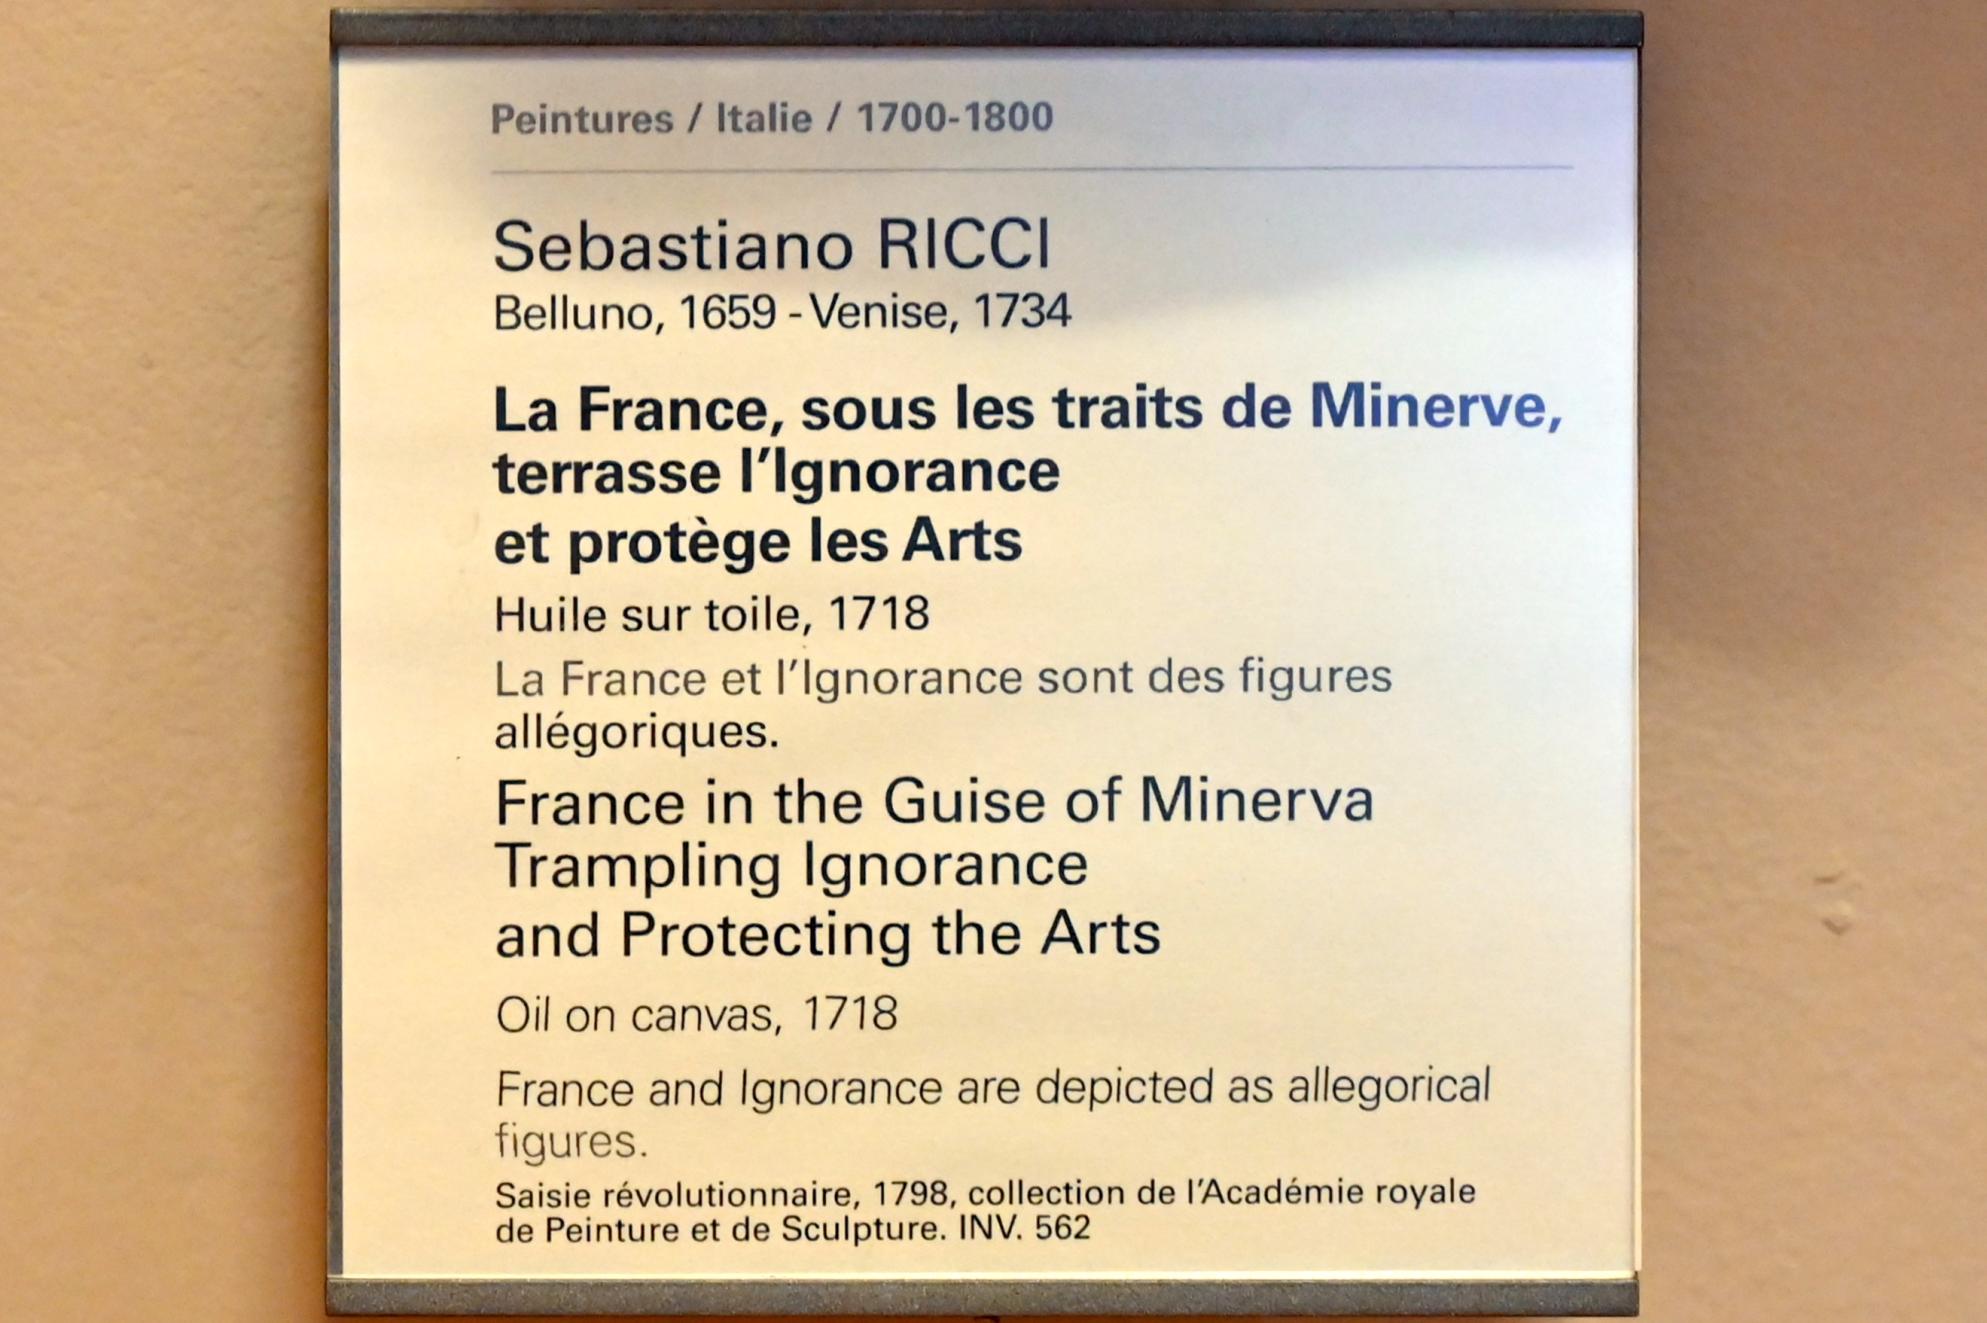 Peintures / Italie / 1700-1800
Sebastiano RICCI
Belluno, 1659 - Venise, 1734
La France, sous les traits de Minerve,
terrasse l'Ignorance
et protège les Arts
Huile sur toile, 1718
La France et l'Ignorance sont des figures
allégoriques.
France in the Guise of Minerva
Trampling Ignorance
and Protecting the Arts
Oil on canvas, 1718
France and Ignorance are depicted as allegorical
figures.
Saisie révolutionnaire, 1798, collection de l'Académie royale
de Peinture et de Sculpture. INV. 562